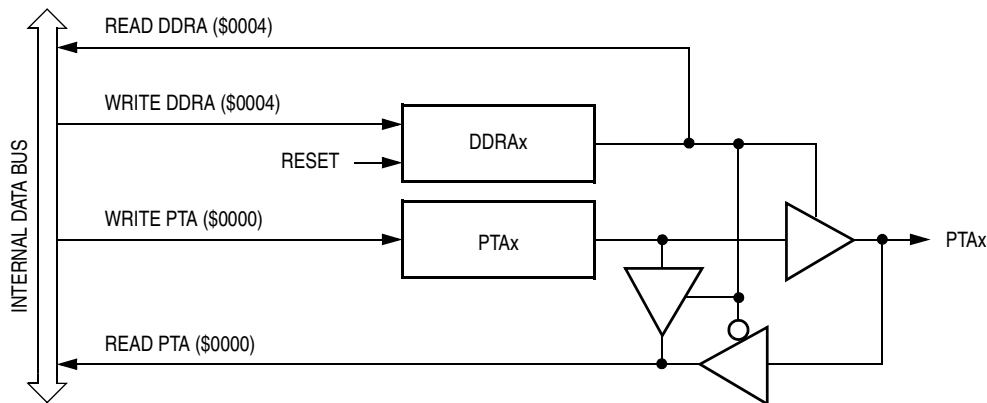 READ DDRA ($0004)
WRITE DDRA ($0004)
DDRAx
RESET
INTERNAL DATA BUS
WRITE PTA ($0000)
PTAx
PTAx
READ PTA ($0000)